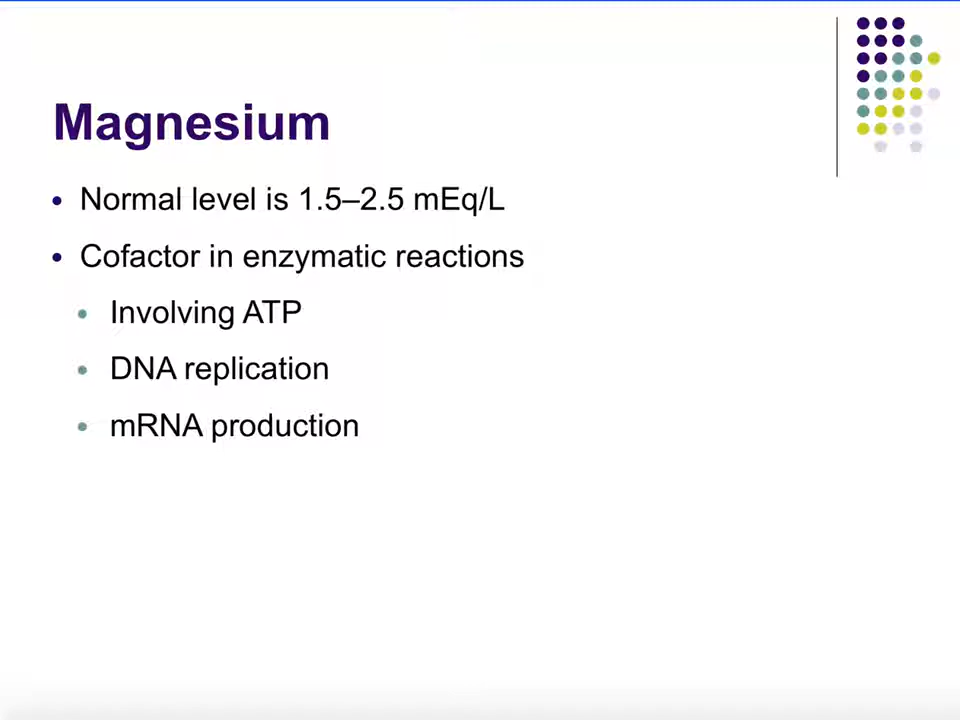 Magnesium
• Normal level is 1.5–2.5 mEq/L
• Cofactor in enzymatic reactions
• Involving ATP
• DNA replication
• mRNA production